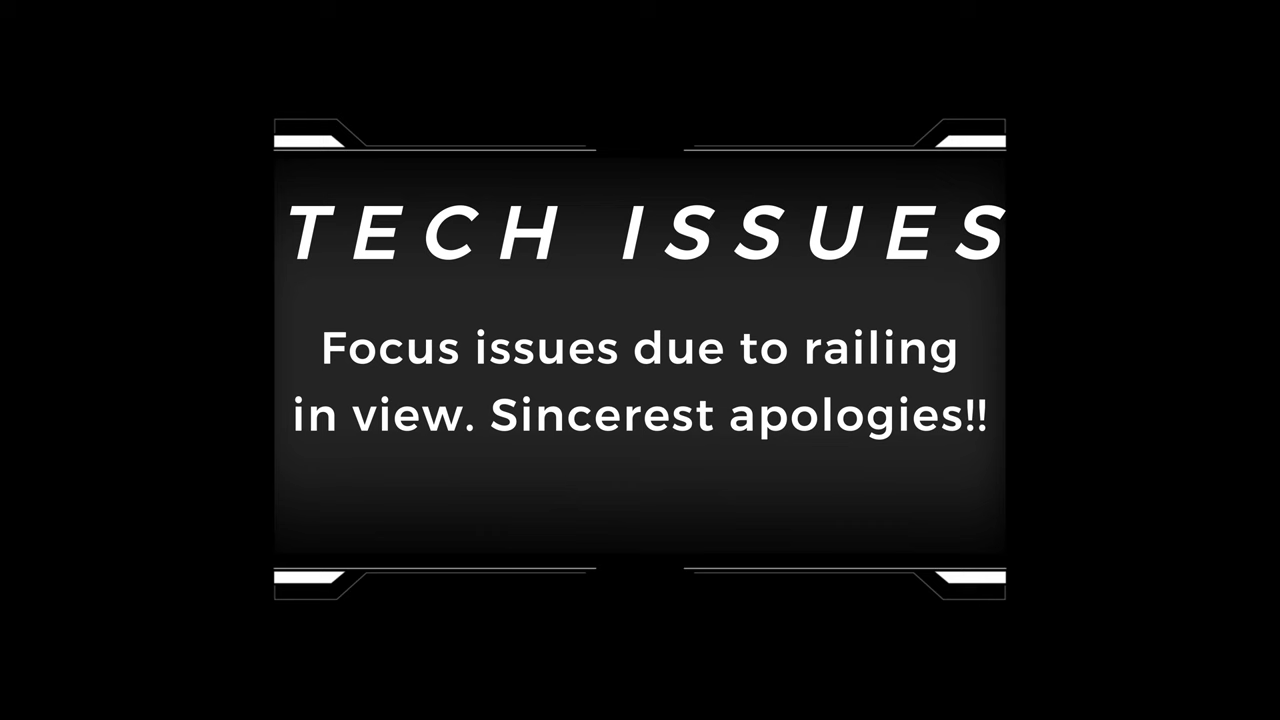 TECH ISSUES
Focus issues due to railing
in view. Sincerest apologies!!